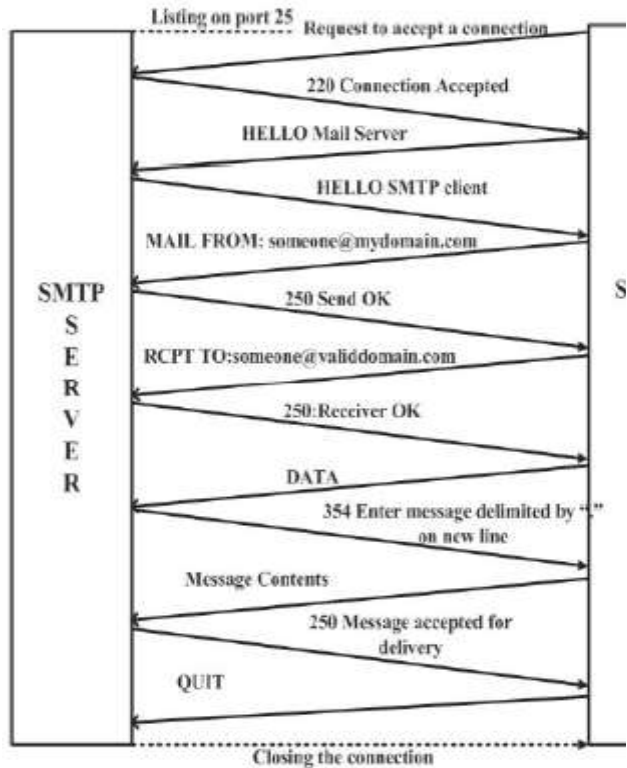 Listing on port 25
Request to accept a connection
220 Connection Accepted
HELLO Mail Server
HELLO SMTP client
MAIL FROM: someone@mydomain.com
250 Send OK
RCPT TO:someone@validdomain.com
250:Receiver OK
DATA
354 Enter message delimited by “.”
on new line
Message Contents
250 Message accepted for
delivery
QUIT
Closing the connection
SMTP
S
E
R
V
E
R
S